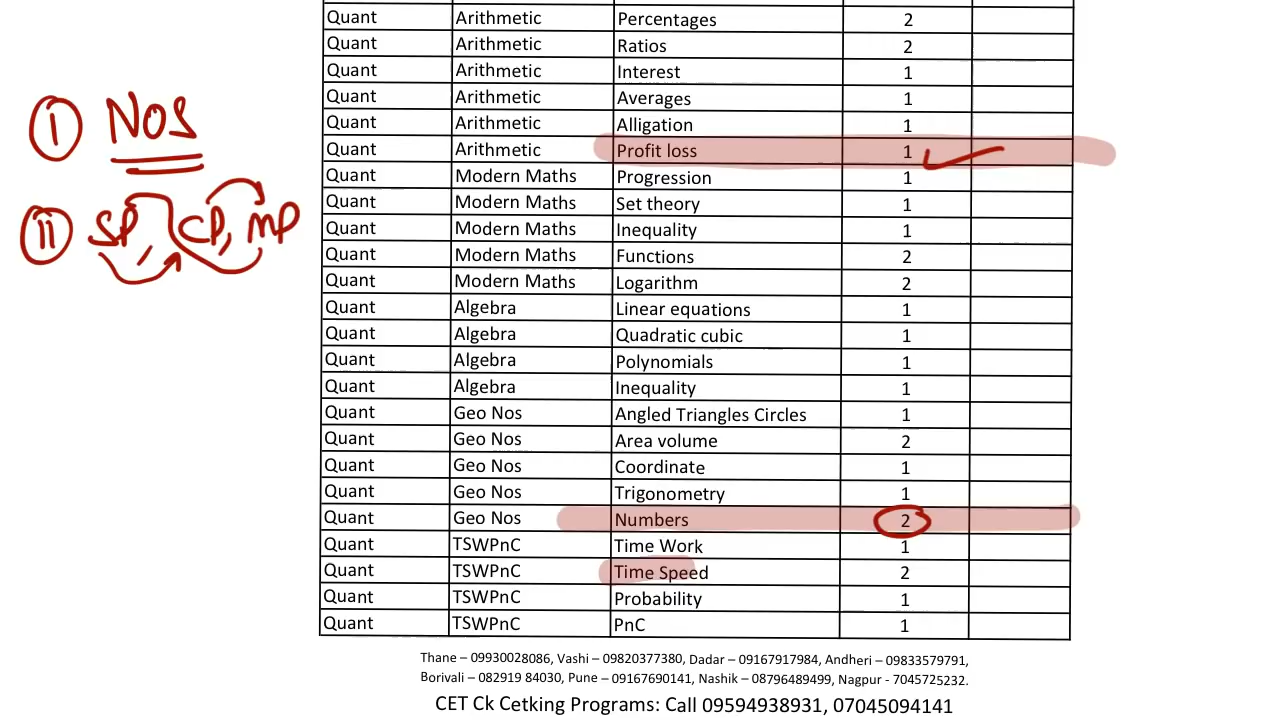 Quant Arithmetic Percentages 2
Quant Arithmetic Ratios 2
Quant Arithmetic Interest 1
Quant Arithmetic Averages 1
Quant Arithmetic Alligation 1
Quant Arithmetic Profit loss 1
Quant Modern Maths Progression 1
Quant Modern Maths Set theory 1
Quant Modern Maths Inequality 1
Quant Modern Maths Functions 2
Quant Modern Maths Logarithm 2
Quant Algebra Linear equations 1
Quant Algebra Quadratic cubic 1
Quant Algebra Polynomials 1
Quant Algebra Inequality 1
Quant Geo Nos Angled Triangles Circles 1
Quant Geo Nos Area volume 2
Quant Geo Nos Coordinate 1
Quant Geo Nos Trigonometry 1
Quant Geo Nos Numbers 2
Quant TSWPnC Time Work 1
Quant TSWPnC Time Speed 2
Quant TSWPnC Probability 1
Quant TSWPnC PnC 1
I NOS
II SP, CP, MP
Thane – 09930028086, Vashi – 09820377380, Dadar – 09167917984, Andheri – 09833579791,
Borivali – 082919 84030, Pune – 09167690141, Nashik – 08796489499, Nagpur - 7045725232.
CET Ck Cetking Programs: Call 09594938931, 07045094141